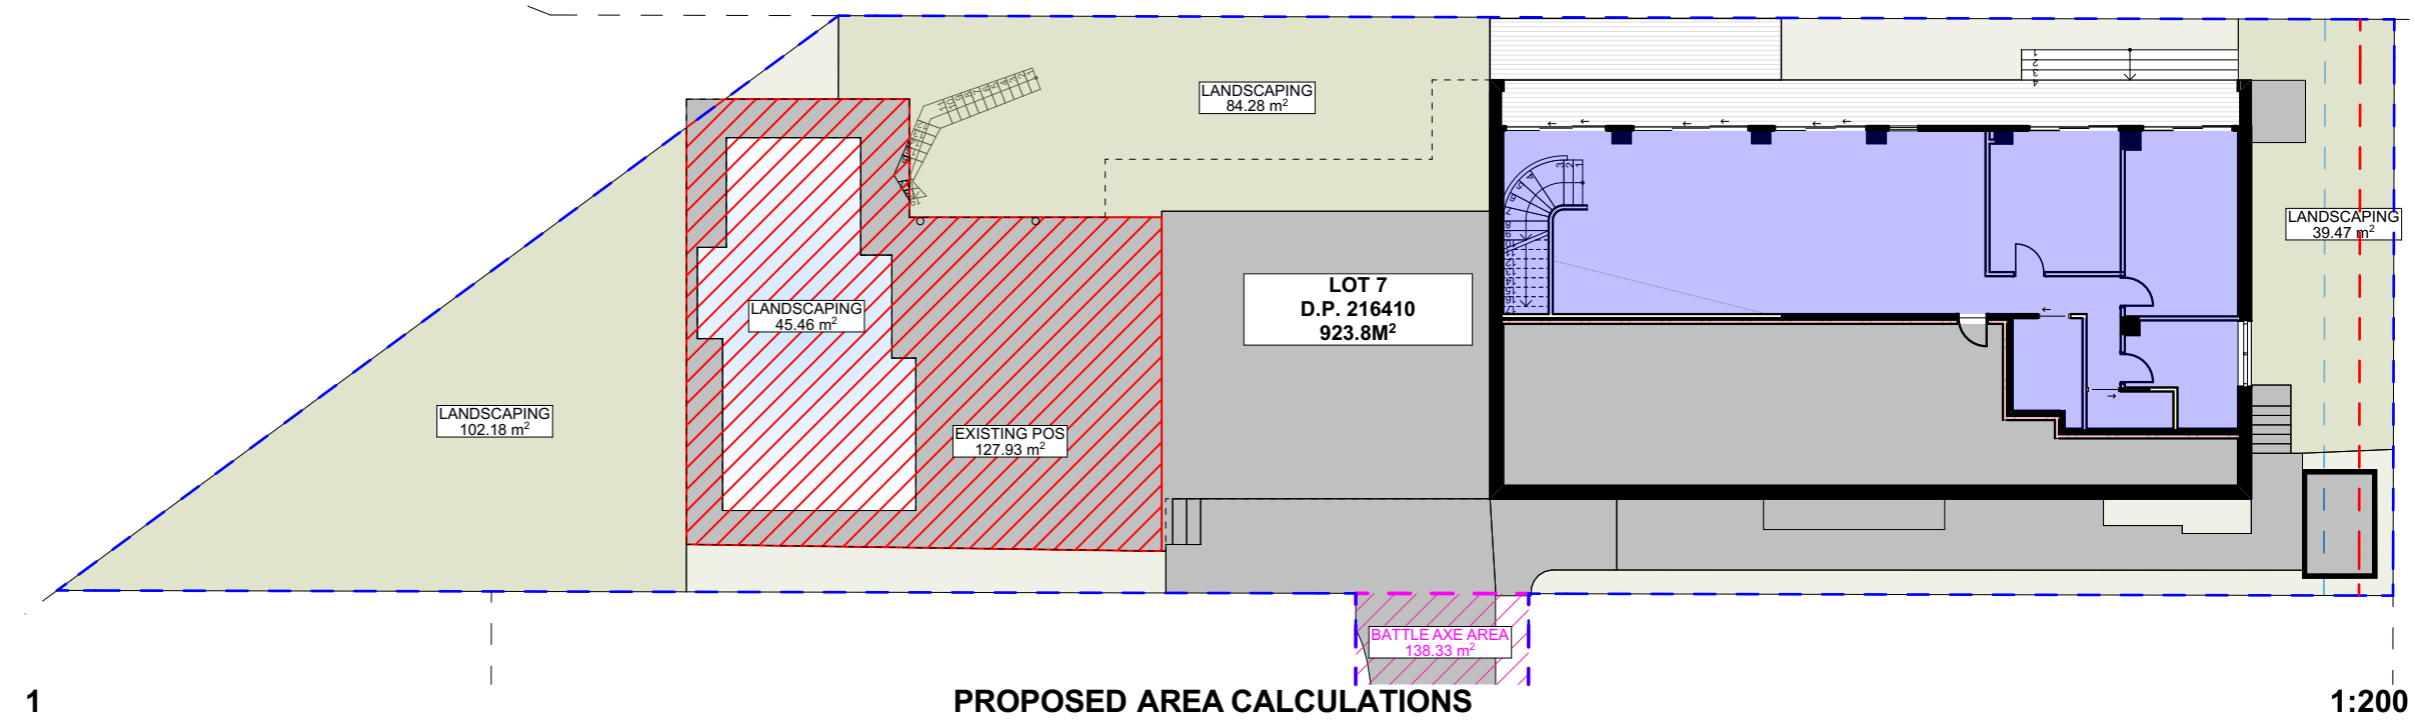 LANDSCAPING
84.28 m²
LANDSCAPING
39.47 m²
LOT 7
D.P. 216410
923.8M²
LANDSCAPING
45.46 m²
LANDSCAPING
102.18 m²
EXISTING POS
127.93 m²
BATTLE AXE AREA
138.33 m²
1
PROPOSED AREA CALCULATIONS
1:200